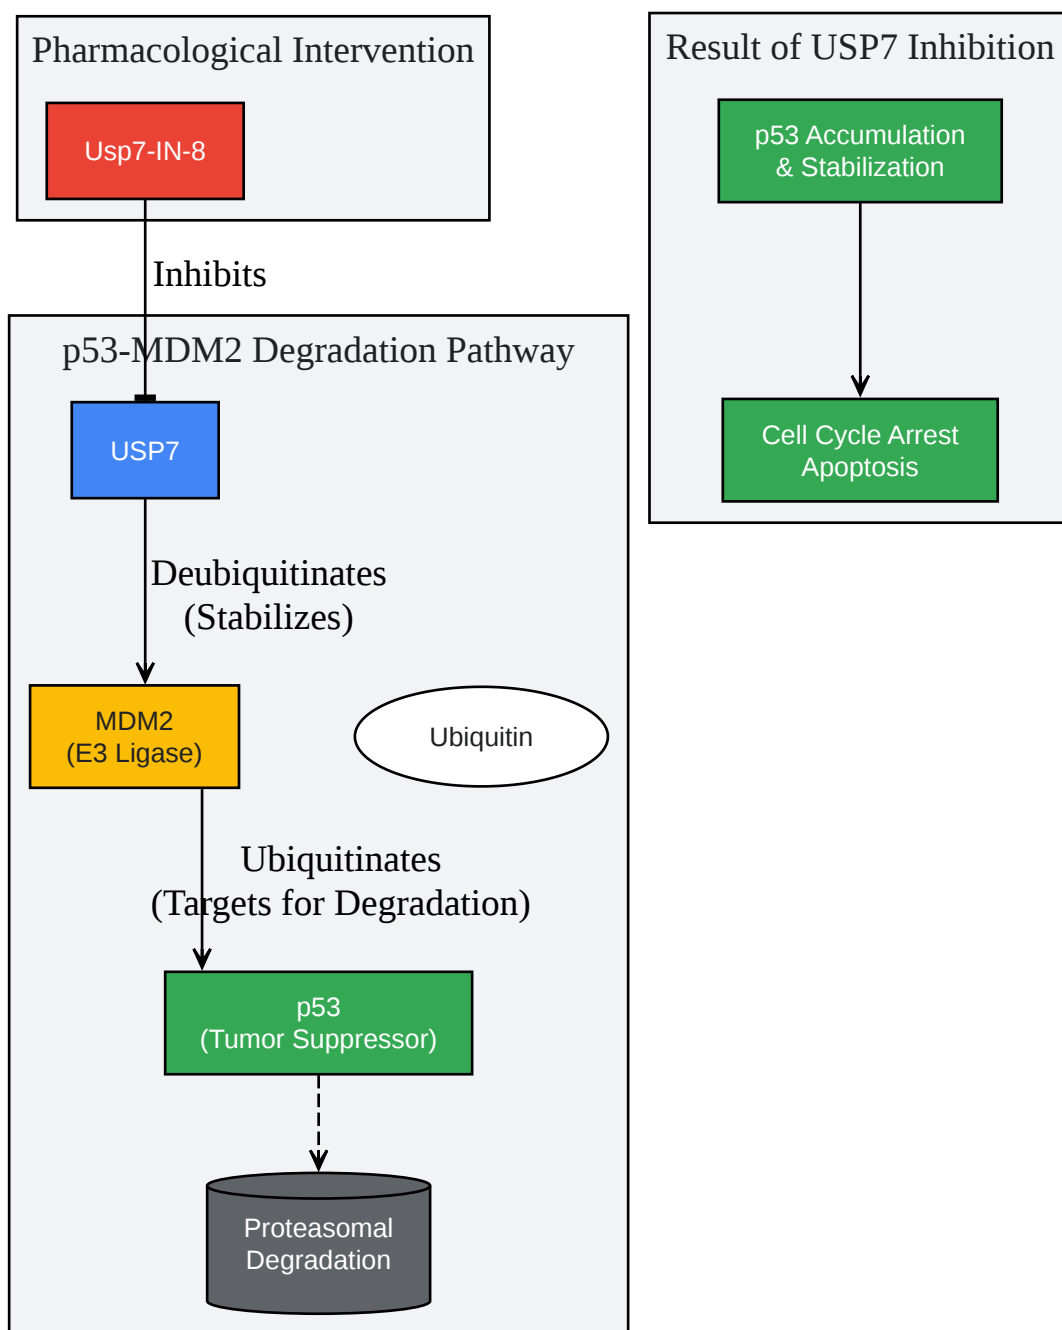 Pharmacological Intervention
Usp7-IN-8
Inhibits
p53-MDM2 Degradation Pathway
USP7
Deubiquitinates
(Stabilizes)
MDM2
(E3 Ligase)
Ubiquitin
Ubiquitinates
(Targets for Degradation)
p53
(Tumor Suppressor)
Proteasomal
Degradation
Result of USP7 Inhibition
p53 Accumulation
& Stabilization
Cell Cycle Arrest
Apoptosis